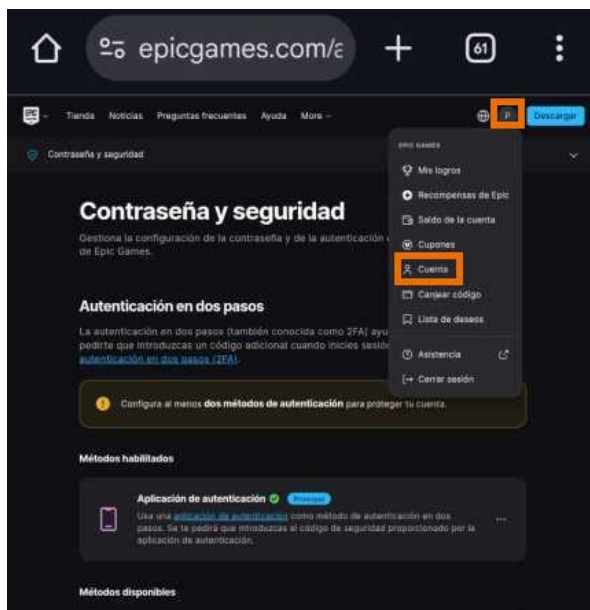 epicgames.com/a
61
EPIC GAMES
Tienda Noticias Preguntas frecuentes Ayuda More
P
Descargar
Contraseña y seguridad
EPIC GAMES
Mis logros
Recompensas de Epic
Saldo de la cuenta
Cupones
Cuenta
Canjear código
Lista de deseos
Asistencia
Cerrar sesión
Contraseña y seguridad
Gestiona la configuración de la contraseña y de la autenticación
de Epic Games.
Autenticación en dos pasos
La autenticación en dos pasos (también conocida como 2FA) ayu
pedirte que introduzcas un código adicional cuando inicies sesió
autenticación en dos pasos (2FA).
Configura al menos dos métodos de autenticación para proteger tu cuenta.
Métodos habilitados
Aplicación de autenticación Principal
Usa una aplicación de autenticación como método de autenticación en dos
pasos. Se te pedirá que introduzcas el código de seguridad proporcionado por la
aplicación de autenticación.
Métodos disponibles